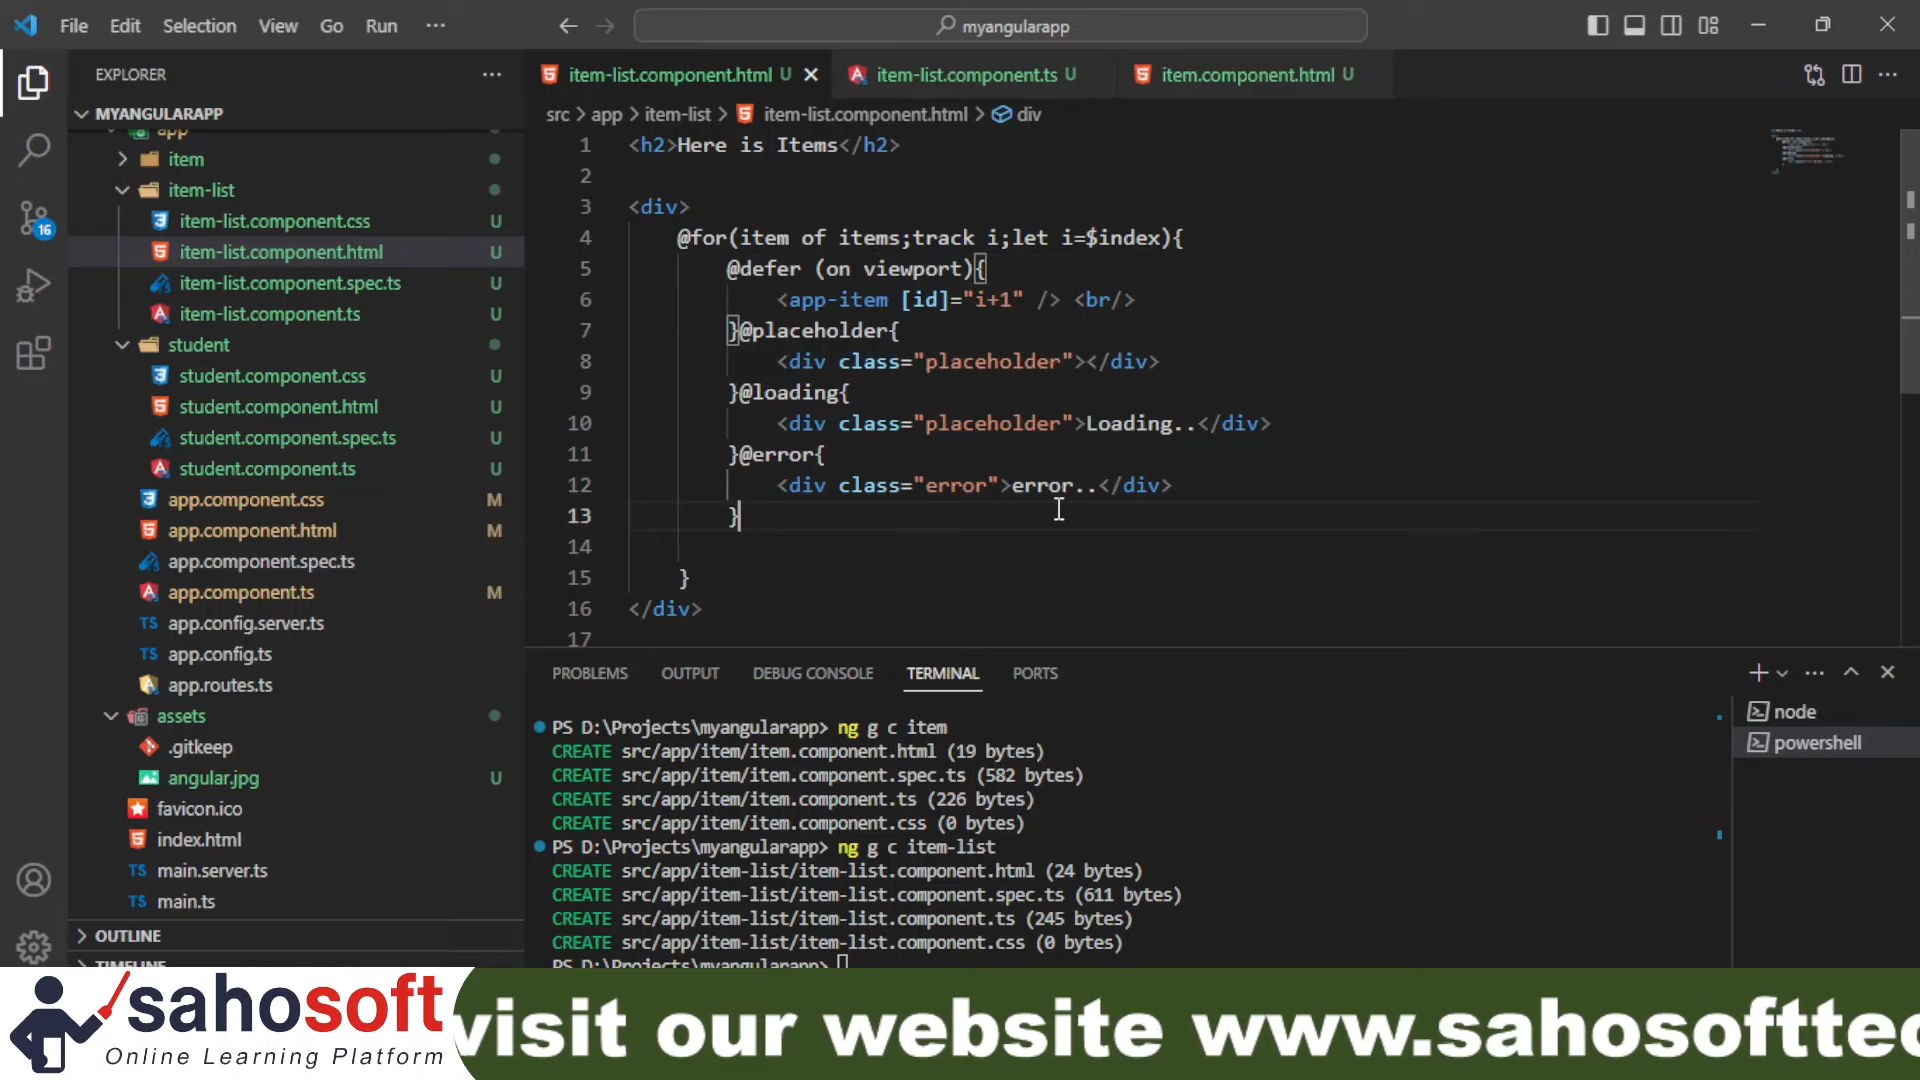 File Edit Selection View Go Run ··· myangularapp
EXPLORER ···
MYANGULARAPP
app
item
item-list
item-list.component.css U
item-list.component.html U
item-list.component.spec.ts U
item-list.component.ts U
student
student.component.css U
student.component.html U
student.component.spec.ts U
student.component.ts U
app.component.css M
app.component.html M
app.component.spec.ts
app.component.ts M
TS app.config.server.ts
TS app.config.ts
app.routes.ts
assets
.gitkeep
angular.jpg U
favicon.ico
index.html
TS main.server.ts
TS main.ts
OUTLINE
TIMELINE
16
item-list.component.html U
item-list.component.ts U
item.component.html U
src > app > item-list > item-list.component.html > div
1 <h2>Here is Items</h2>
2
3 <div>
4 @for(item of items;track i;let i=$index){
5 @defer (on viewport){
6 <app-item [id]="i+1" /> <br/>
7 }@placeholder{
8 <div class="placeholder"></div>
9 }@loading{
10 <div class="placeholder">Loading..</div>
11 }@error{
12 <div class="error">error..</div>
13 }
14
15 }
16 </div>
17
PROBLEMS OUTPUT DEBUG CONSOLE TERMINAL PORTS
PS D:\Projects\myangularapp> ng g c item
CREATE src/app/item/item.component.html (19 bytes)
CREATE src/app/item/item.component.spec.ts (582 bytes)
CREATE src/app/item/item.component.ts (226 bytes)
CREATE src/app/item/item.component.css (0 bytes)
PS D:\Projects\myangularapp> ng g c item-list
CREATE src/app/item-list/item-list.component.html (24 bytes)
CREATE src/app/item-list/item-list.component.spec.ts (611 bytes)
CREATE src/app/item-list/item-list.component.ts (245 bytes)
CREATE src/app/item-list/item-list.component.css (0 bytes)
PS D:\Projects\myangularapp>
node
powershell
sahosoft
Online Learning Platform
visit our website www.sahosofttec